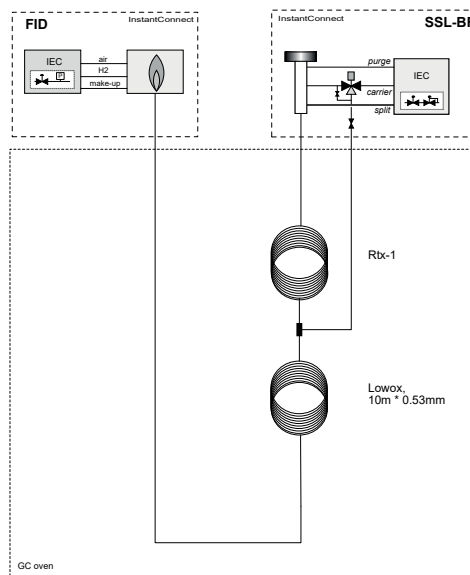 FID
InstantConnect
IEC
P
air
H2
make-up
InstantConnect
SSL-BF
purge
carrier
split
IEC
Rtx-1
Lowox,
10m * 0.53mm
GC oven